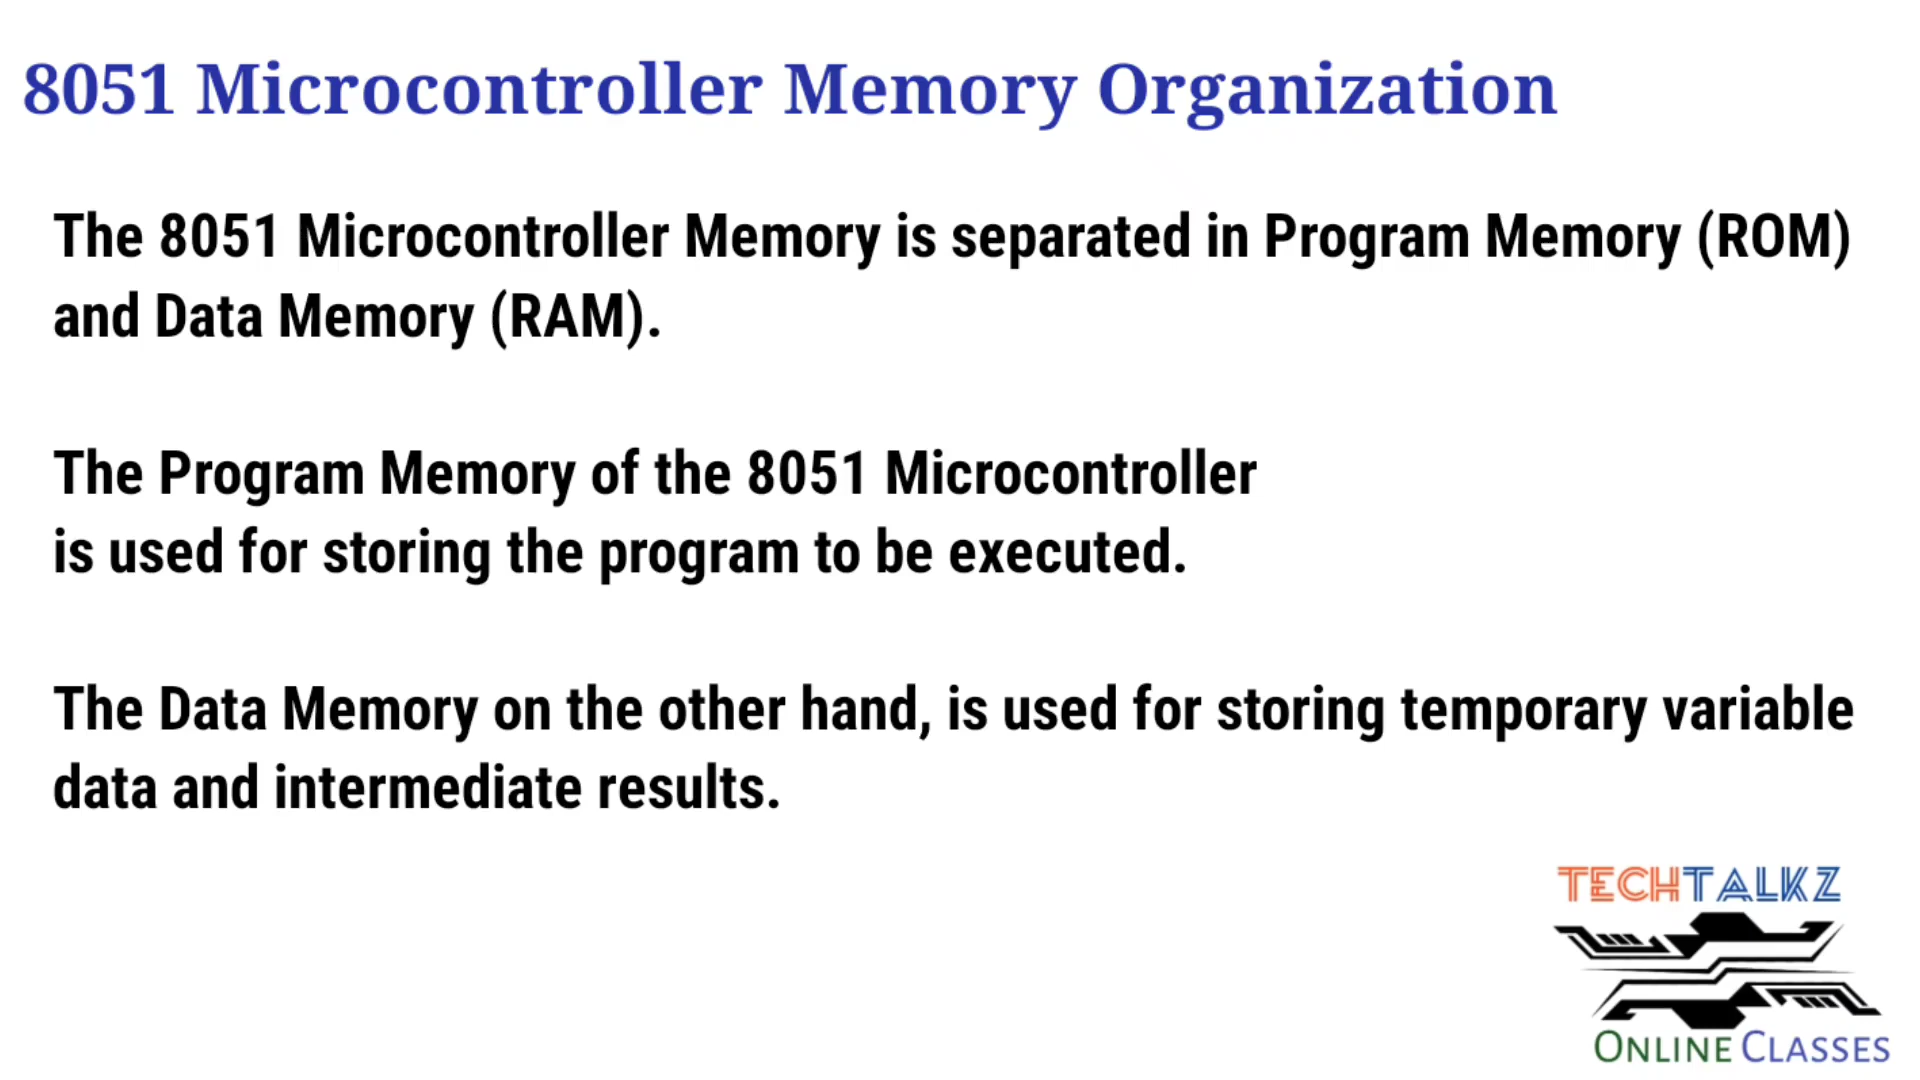 8051 Microcontroller Memory Organization
The 8051 Microcontroller Memory is separated in Program Memory (ROM)
and Data Memory (RAM).
The Program Memory of the 8051 Microcontroller
is used for storing the program to be executed.
The Data Memory on the other hand, is used for storing temporary variable
data and intermediate results.
TECHTALKZ
ONLINE CLASSES